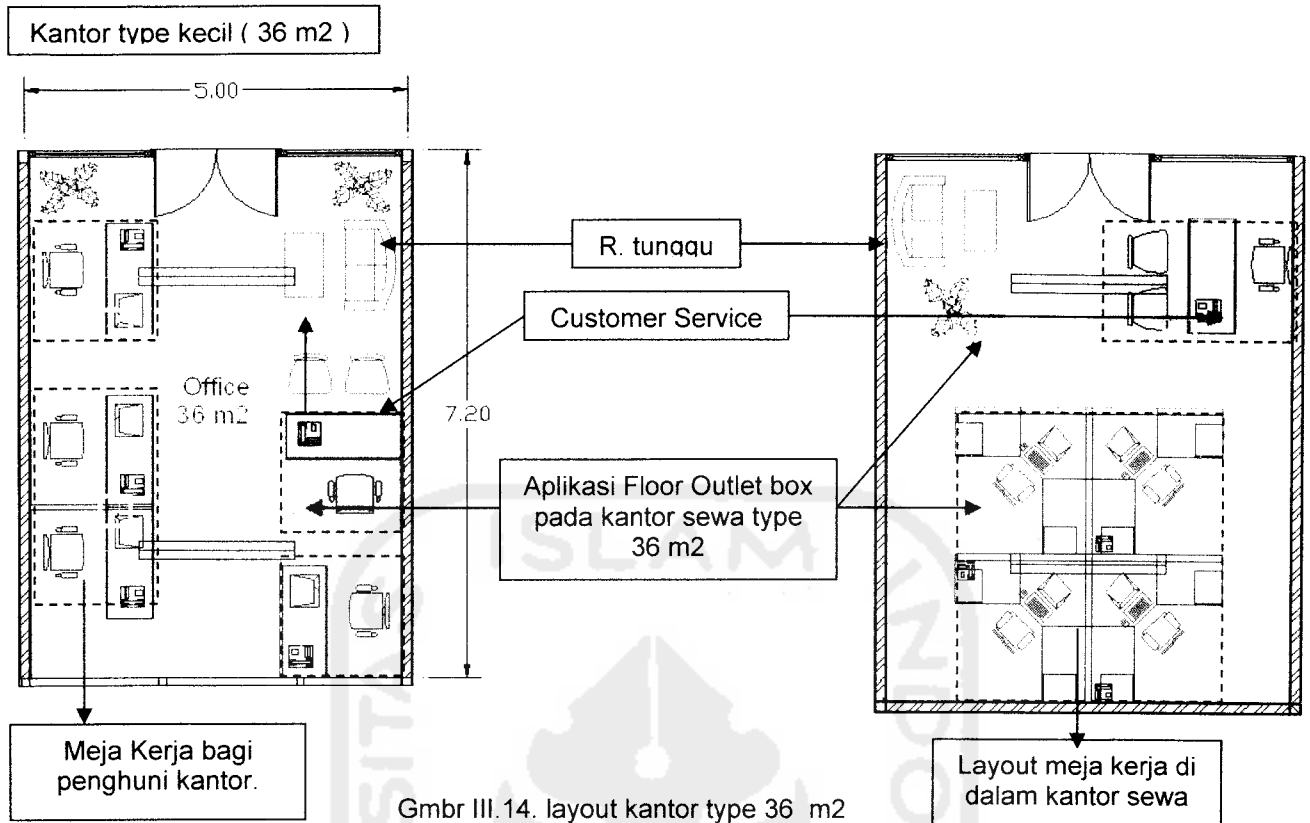 Kantor type kecil ( 36 m2 )
5.00
R. tunggu
Customer Service
Office
36 m2
7.20
Aplikasi Floor Outlet box
pada kantor sewa type
36 m2
ISLAM
Meja Kerja bagi
penghuni kantor.
Layout meja kerja di
dalam kantor sewa
Gmbr III.14. layout kantor type 36 m2